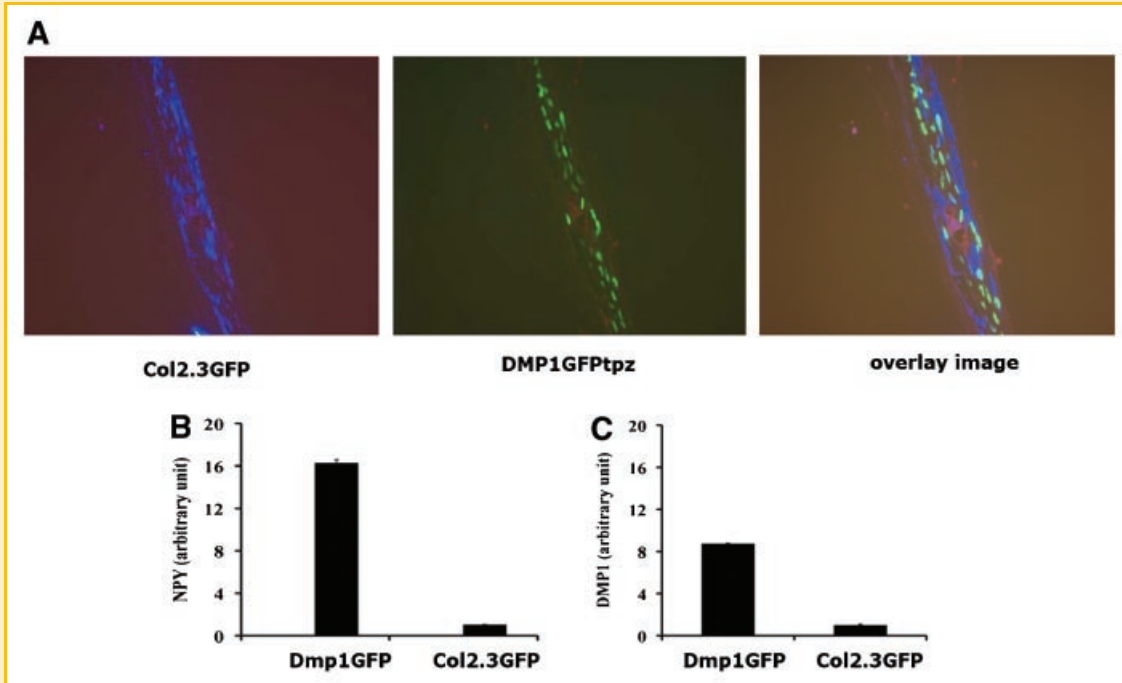 A
Col2.3GFP
DMP1GFPtpz
overlay image
B
NPY (arbitrary unit)
20
16
12
8
4
0
Dmp1GFP Col2.3GFP
C
DMP1 (arbitrary unit)
20
16
12
8
4
0
Dmp1GFP Col2.3GFP